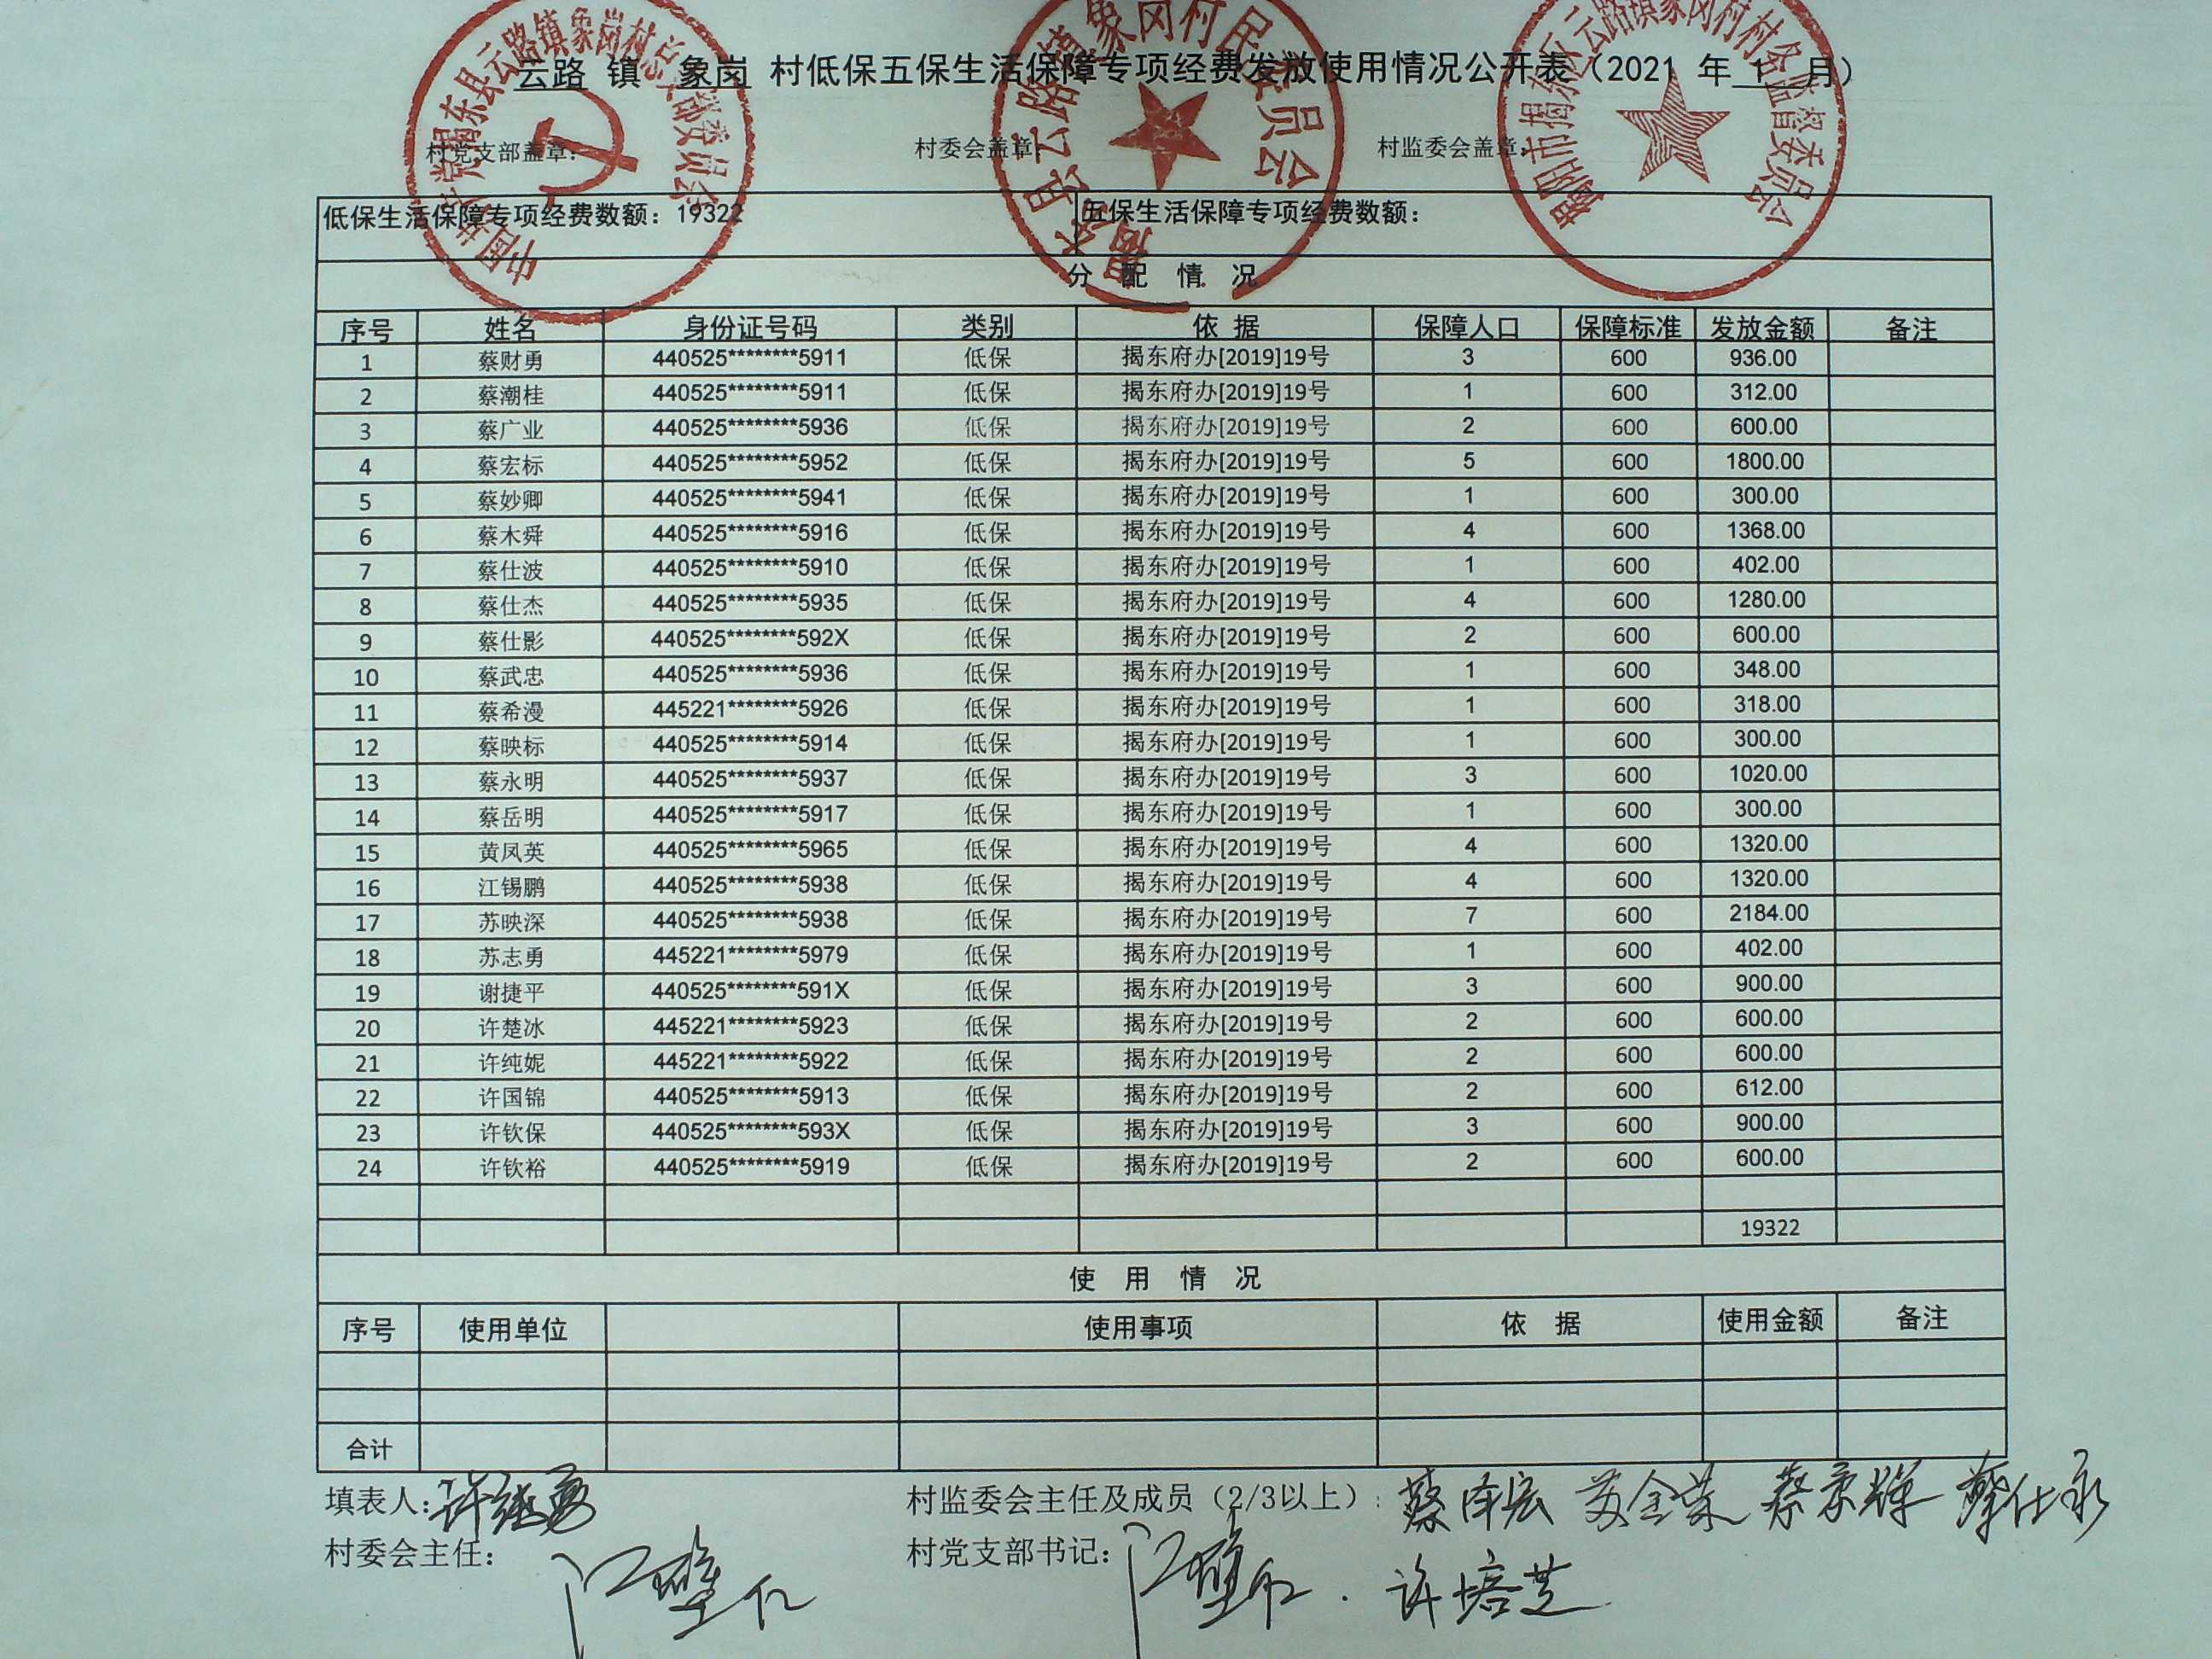 云路 镇 象岗 村低保五保生活保障专项经费发放使用情况公开表（2021 年 1 月）
村党支部盖章： 村委会盖章： 村监委会盖章：
低保生活保障专项经费数额：19322 五保生活保障专项经费数额：
分 配 情 况
序号 姓名 身份证号码 类别 依 据 保障人口 保障标准 发放金额 备注
1 蔡财勇 440525********5911 低保 揭东府办[2019]19号 3 600 936.00
2 蔡潮桂 440525********5911 低保 揭东府办[2019]19号 1 600 312.00
3 蔡广业 440525********5936 低保 揭东府办[2019]19号 2 600 600.00
4 蔡宏标 440525********5952 低保 揭东府办[2019]19号 5 600 1800.00
5 蔡妙卿 440525********5941 低保 揭东府办[2019]19号 1 600 300.00
6 蔡木舜 440525********5916 低保 揭东府办[2019]19号 4 600 1368.00
7 蔡仕波 440525********5910 低保 揭东府办[2019]19号 1 600 402.00
8 蔡仕杰 440525********5935 低保 揭东府办[2019]19号 4 600 1280.00
9 蔡仕影 440525********592X 低保 揭东府办[2019]19号 2 600 600.00
10 蔡武忠 440525********5936 低保 揭东府办[2019]19号 1 600 348.00
11 蔡希漫 445221********5926 低保 揭东府办[2019]19号 1 600 318.00
12 蔡映标 440525********5914 低保 揭东府办[2019]19号 1 600 300.00
13 蔡永明 440525********5937 低保 揭东府办[2019]19号 3 600 1020.00
14 蔡岳明 440525********5917 低保 揭东府办[2019]19号 1 600 300.00
15 黄凤英 440525********5965 低保 揭东府办[2019]19号 4 600 1320.00
16 江锡鹏 440525********5938 低保 揭东府办[2019]19号 4 600 1320.00
17 苏映深 440525********5938 低保 揭东府办[2019]19号 7 600 2184.00
18 苏志勇 445221********5979 低保 揭东府办[2019]19号 1 600 402.00
19 谢捷平 440525********591X 低保 揭东府办[2019]19号 3 600 900.00
20 许楚冰 445221********5923 低保 揭东府办[2019]19号 2 600 600.00
21 许纯妮 445221********5922 低保 揭东府办[2019]19号 2 600 600.00
22 许国锦 440525********5913 低保 揭东府办[2019]19号 2 600 612.00
23 许钦保 440525********593X 低保 揭东府办[2019]19号 3 600 900.00
24 许钦裕 440525********5919 低保 揭东府办[2019]19号 2 600 600.00
19322
使 用 情 况
序号 使用单位 使用事项 依 据 使用金额 备注
合计
填表人： 村监委会主任及成员（2/3以上）： 蔡泽宏 苏金荣 蔡仕永
村委会主任： 村党支部书记： 许培芝